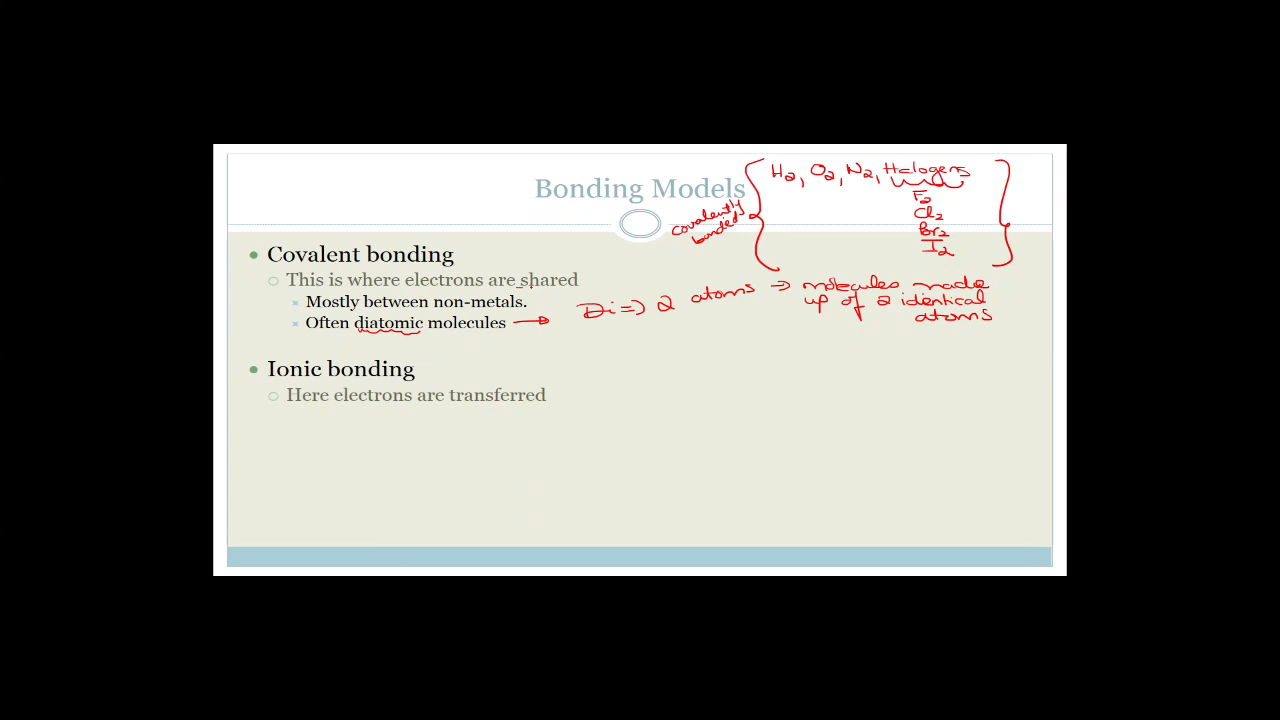 Bonding Models
H2, O2, N2, Halogens
F2
Cl2
Br2
I2
covalently
bonded
Covalent bonding
This is where electrons are shared
Mostly between non-metals.
Often diatomic molecules
Di => 2 atoms → molecules made
up of 2 identical
atoms
Ionic bonding
Here electrons are transferred